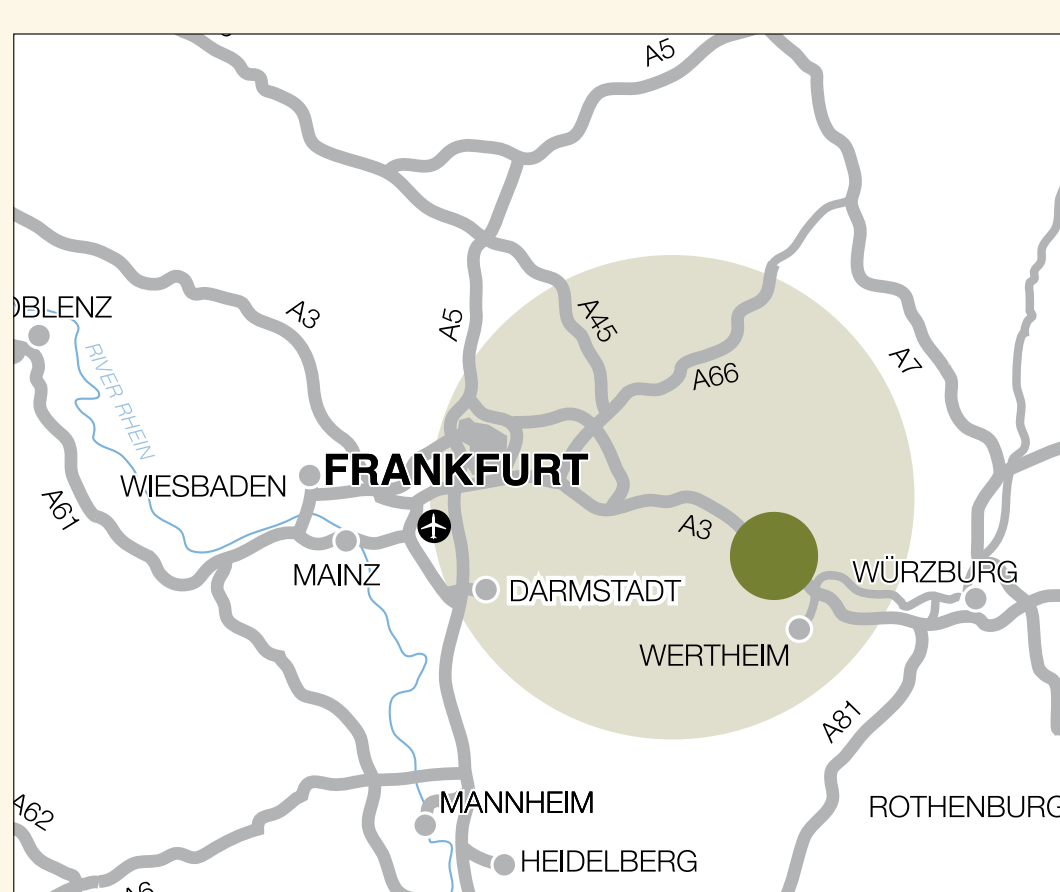 A5
OBLENZ
A3
A5
A45
RIVER RHEIN
A7
A66
FRANKFURT
WIESBADEN
A61
A3
MAINZ
WÜRZBURG
DARMSTADT
WERTHEIM
A81
A62
MANNHEIM
ROTHENBURG
HEIDELBERG
A6